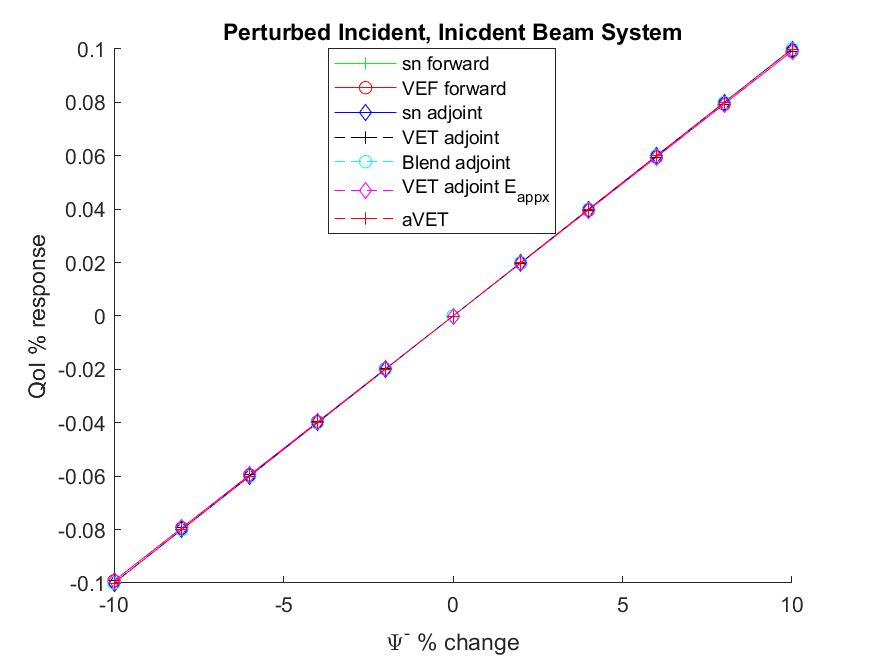 Perturbed Incident, Inicdent Beam System
sn forward
VEF forward
sn adjoint
VET adjoint
Blend adjoint
VET adjoint E_appx
aVET
QoI % response
0.1
0.08
0.06
0.04
0.02
0
-0.02
-0.04
-0.06
-0.08
-0.1
-10
-5
0
5
10
Ψ⁻ % change